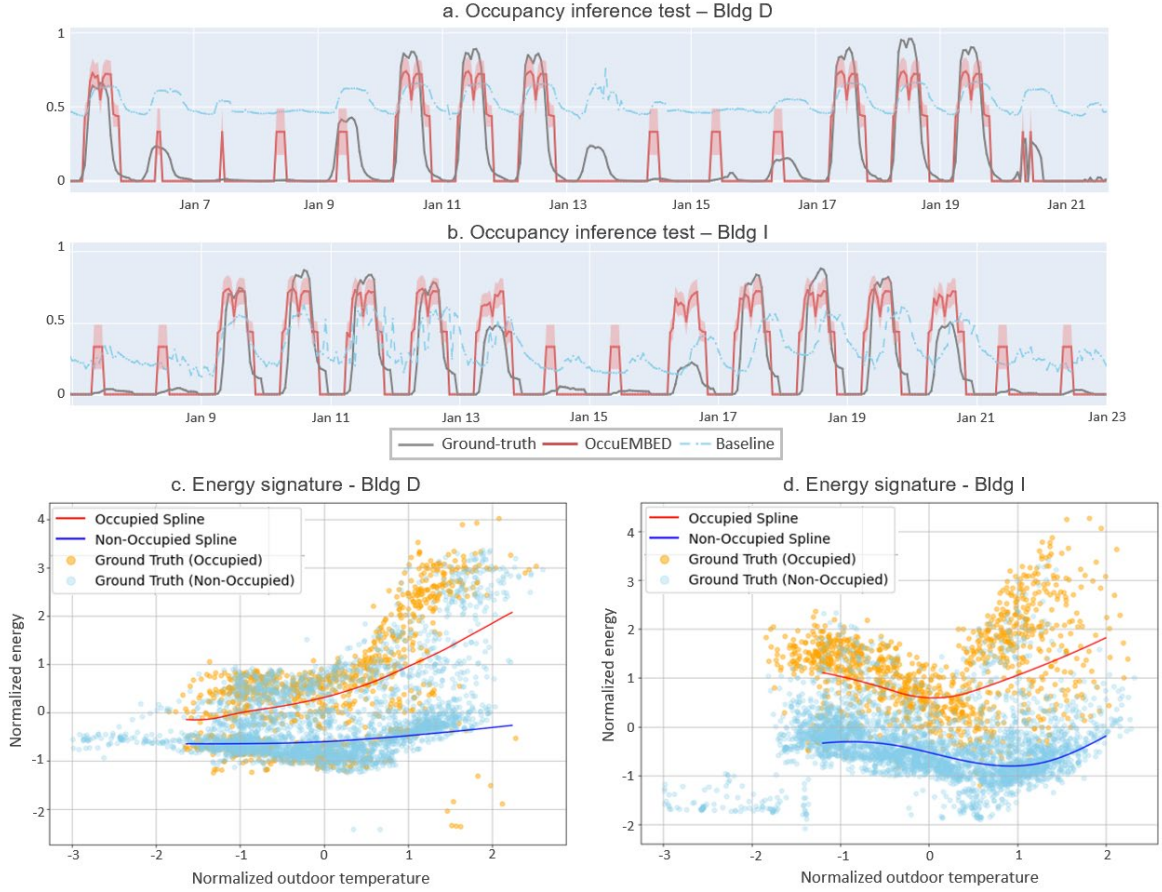 a. Occupancy inference test – Bldg D
1
0.5
0
Jan 7 Jan 9 Jan 11 Jan 13 Jan 15 Jan 17 Jan 19 Jan 21
b. Occupancy inference test – Bldg I
1
0.5
0
Jan 9 Jan 11 Jan 13 Jan 15 Jan 17 Jan 19 Jan 21 Jan 23
Ground-truth OccuEMBED Baseline
c. Energy signature - Bldg D
Occupied Spline
Non-Occupied Spline
Ground Truth (Occupied)
Ground Truth (Non-Occupied)
Normalized energy
4
3
2
1
0
-1
-2
-3 -2 -1 0 1 2
Normalized outdoor temperature
d. Energy signature - Bldg I
Occupied Spline
Non-Occupied Spline
Ground Truth (Occupied)
Ground Truth (Non-Occupied)
Normalized energy
4
3
2
1
0
-1
-2
-3 -2 -1 0 1 2
Normalized outdoor temperature